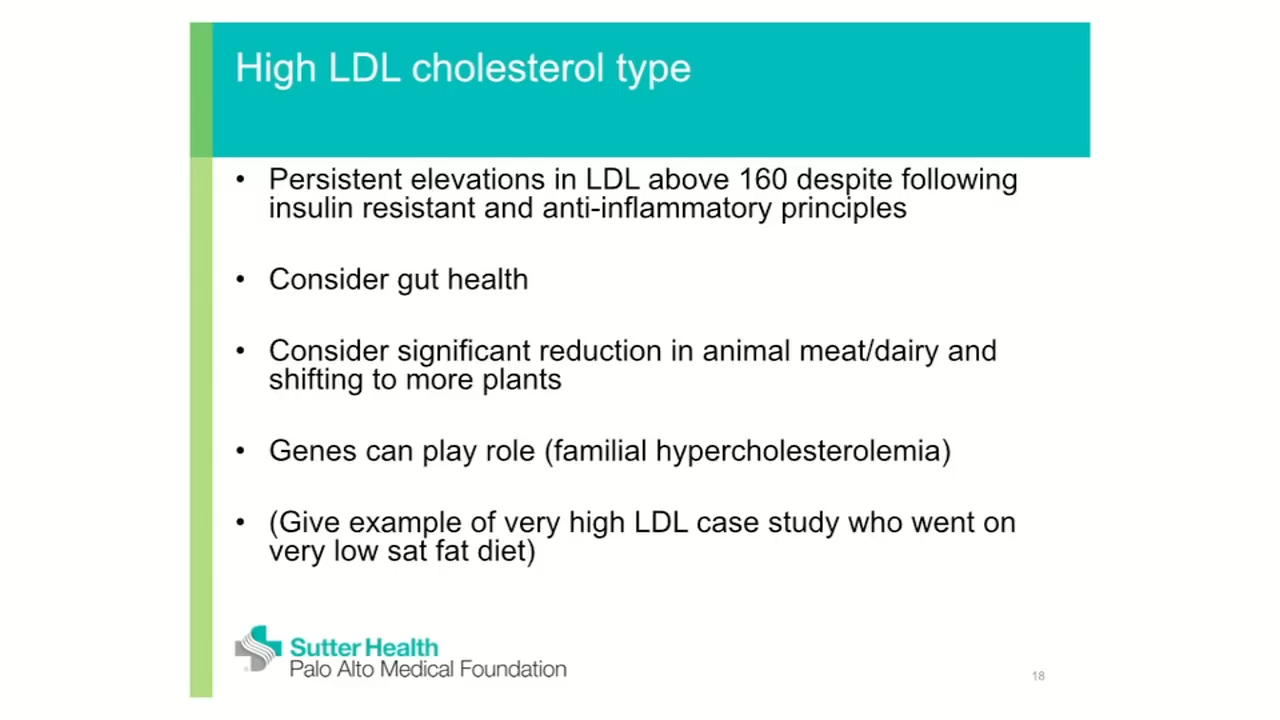 High LDL cholesterol type
• Persistent elevations in LDL above 160 despite following
insulin resistant and anti-inflammatory principles
• Consider gut health
• Consider significant reduction in animal meat/dairy and
shifting to more plants
• Genes can play role (familial hypercholesterolemia)
• (Give example of very high LDL case study who went on
very low sat fat diet)
Sutter Health
Palo Alto Medical Foundation
18